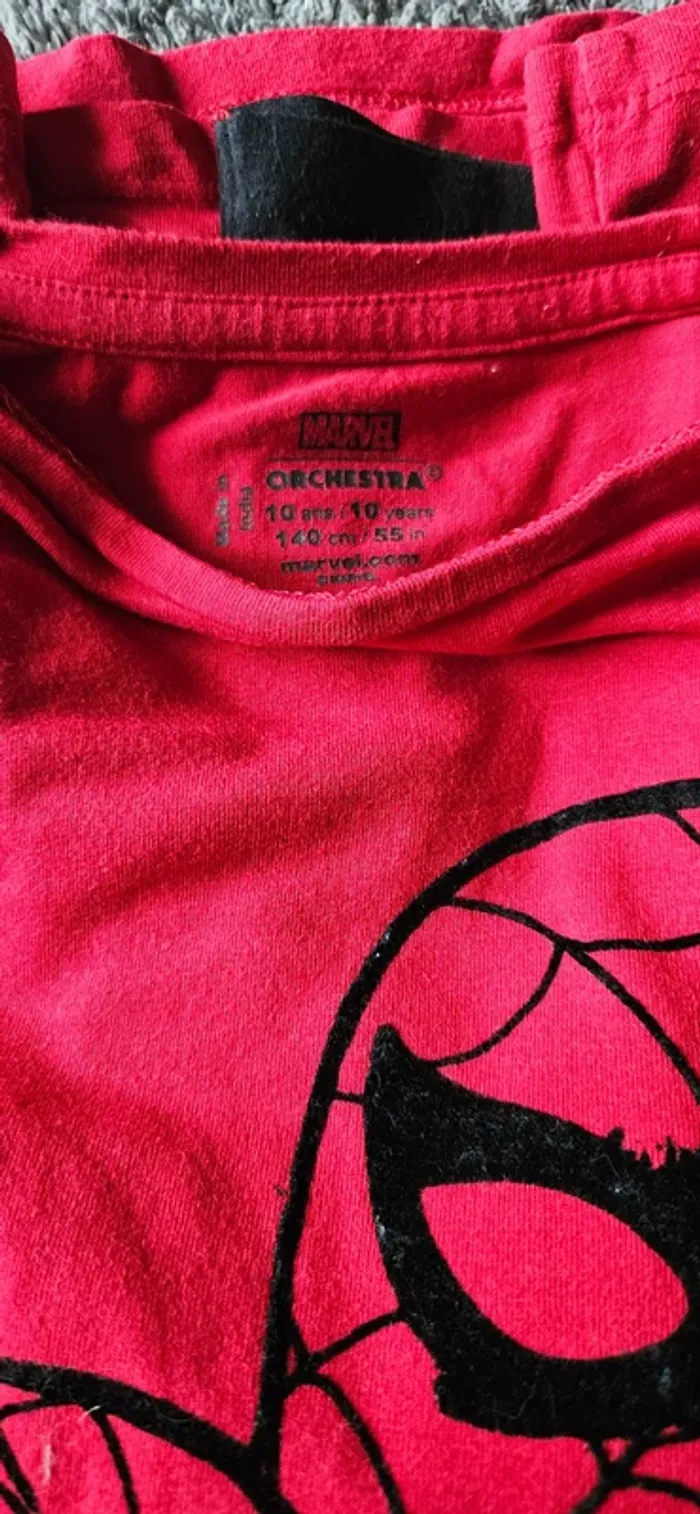 MARVEL
ORCHESTRA©
Made in
India
10 ans / 10 years
140 cm / 55 in
marvel.com